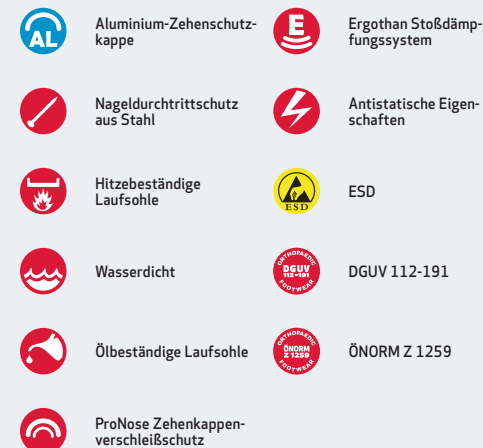 AL
Aluminium-Zehenschutz-
kappe
E
Ergothan Stoßdämp-
fungssystem
Nageldurchtrittschutz
aus Stahl
Antistatische Eigen-
schaften
Hitzebeständige
Laufsohle
ESD
ESD
Wasserdicht
ORTHOPAEDIC
DGUV
112-191
FOOTWEAR
DGUV 112-191
Ölbeständige Laufsohle
ORTHOPAEDIC
ÖNORM
Z 1259
FOOTWEAR
ÖNORM Z 1259
ProNose Zehenkappen-
verschleißschutz